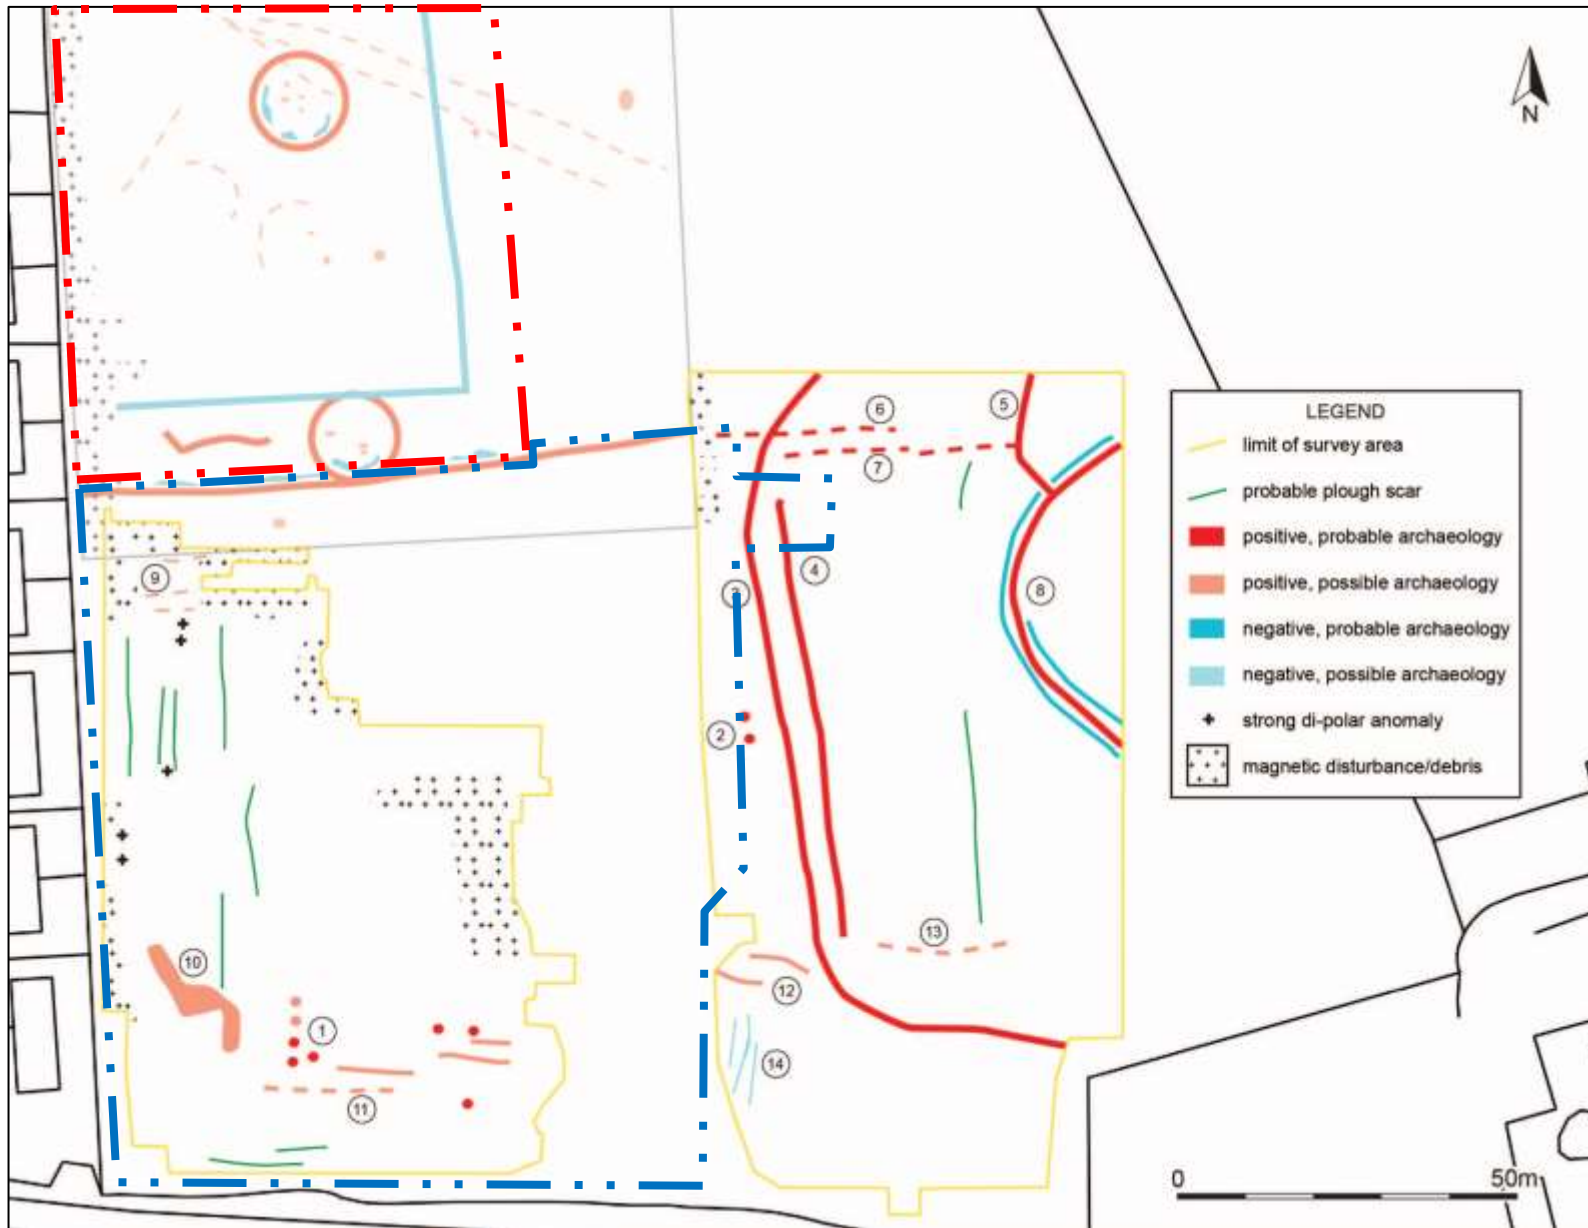 N
LEGEND
limit of survey area
probable plough scar
positive, probable archaeology
positive, possible archaeology
negative, probable archaeology
negative, possible archaeology
strong di-polar anomaly
magnetic disturbance/debris
6
5
7
4
3
8
9
2
10
13
12
1
14
11
0 50m